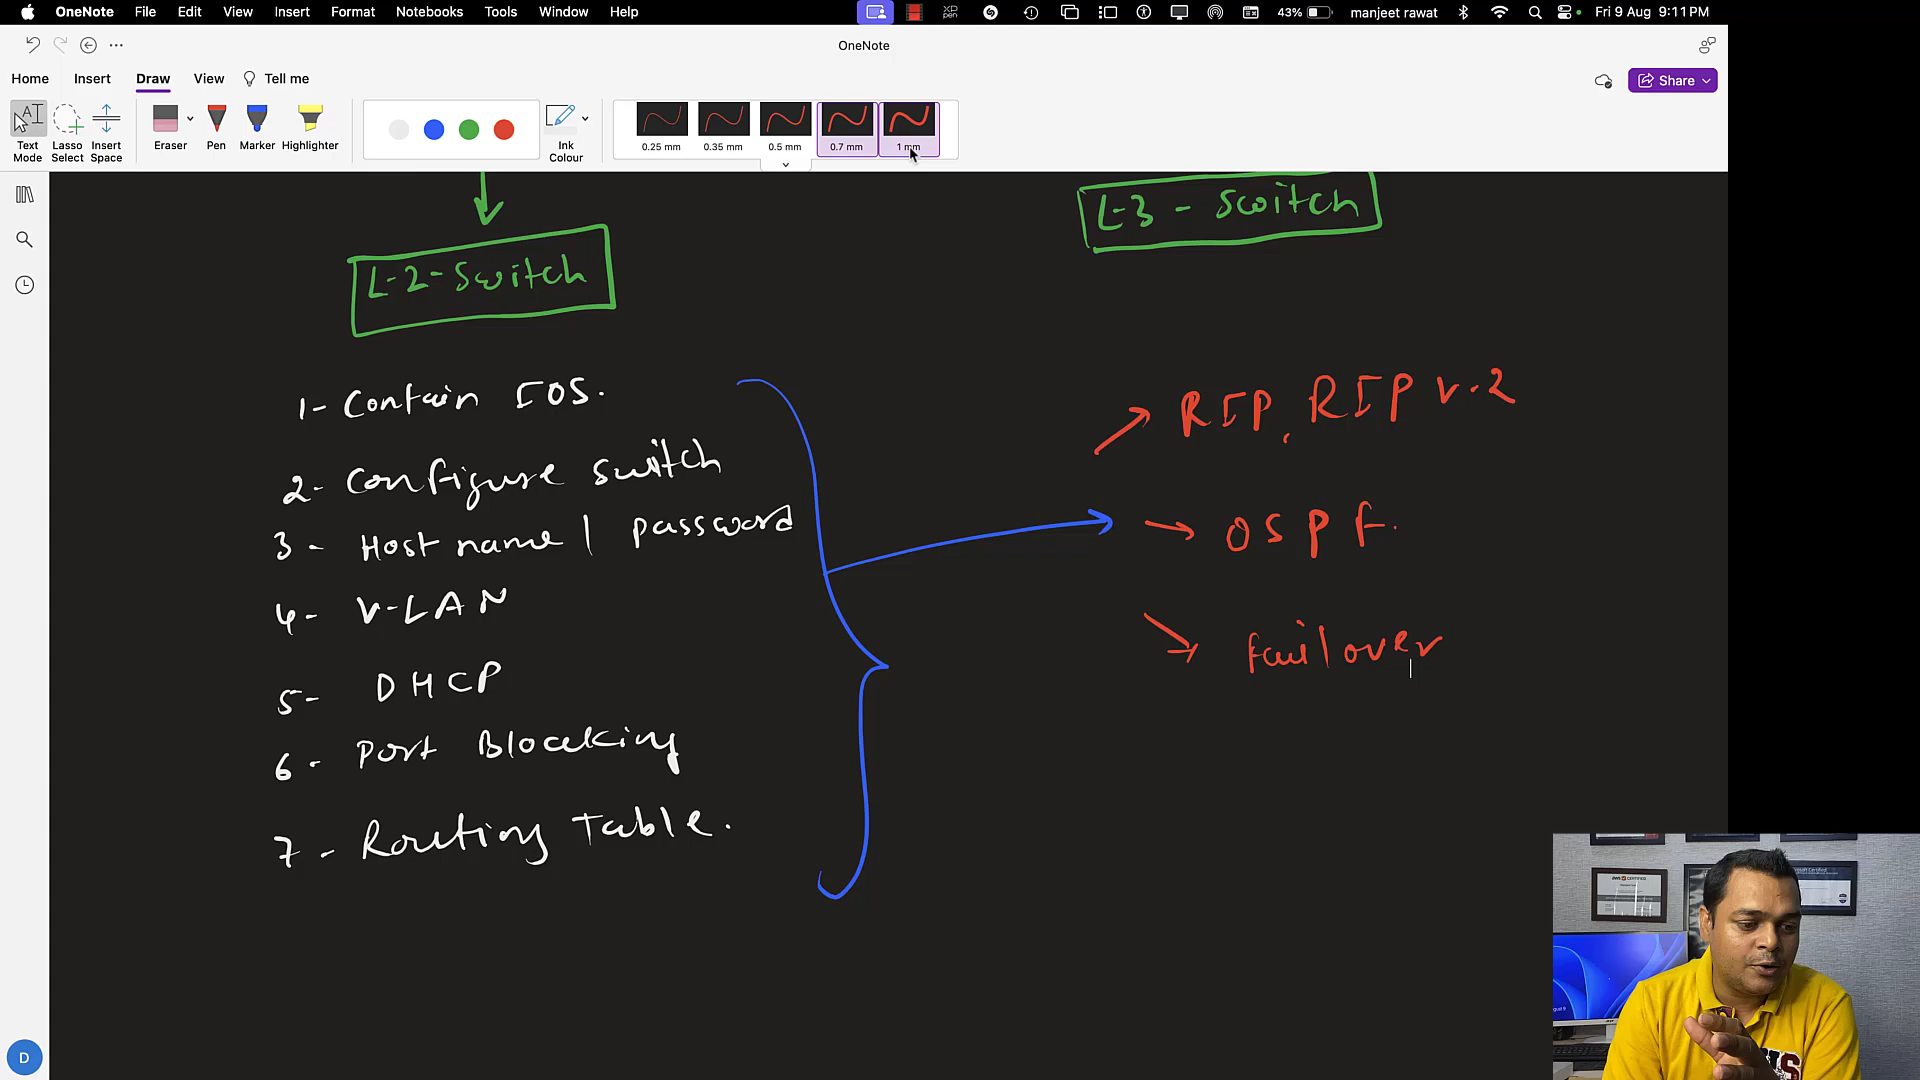 OneNote File Edit View Insert Format Notebooks Tools Window Help XP pen 43% manjeet rawat Fri 9 Aug 9:11 PM
OneNote
Home Insert Draw View Tell me Share
Text Mode
Lasso Select
Insert Space
Eraser
Pen
Marker
Highlighter
Ink Colour
0.25 mm 0.35 mm 0.5 mm 0.7 mm 1 mm
L-3 - Switch
L-2-Switch
1- Contain IOS.
2- Configure switch
3 - Host name | password
4- V-LAN
5- DHCP
6 - Port Blocking
7 - Routing Table.
RIP, RIP V.2
OSPF.
failover
D